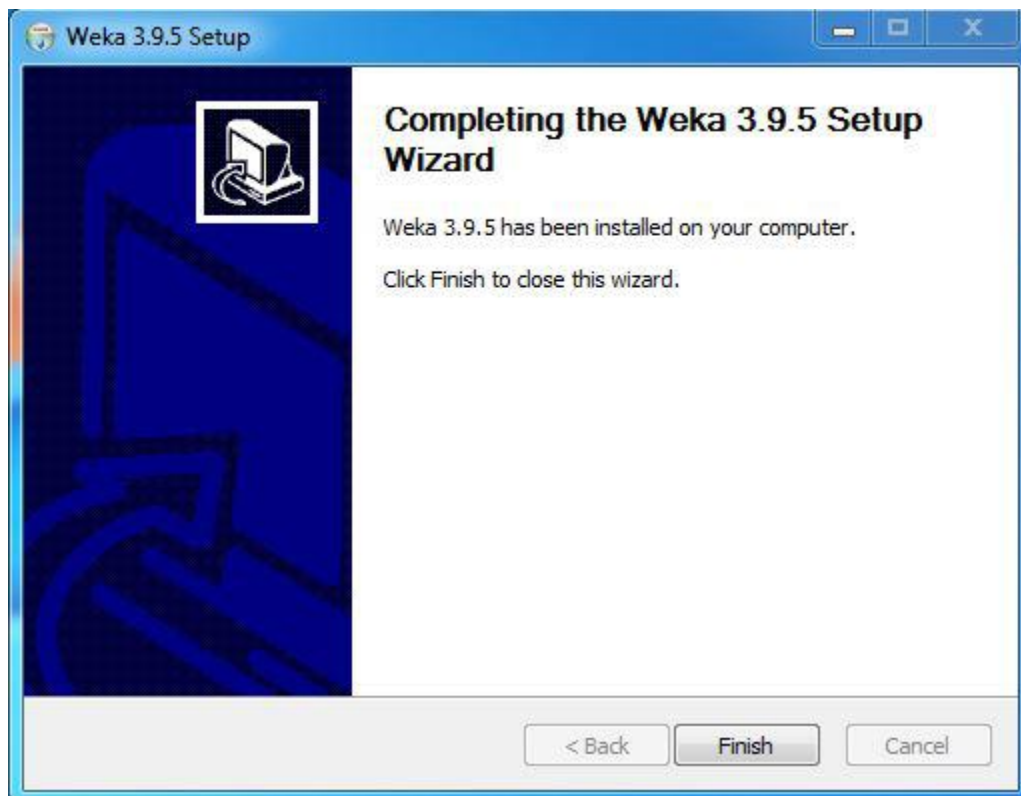 Weka 3.9.5 Setup
Completing the Weka 3.9.5 Setup
Wizard
Weka 3.9.5 has been installed on your computer.
Click Finish to close this wizard.
< Back
Finish
Cancel